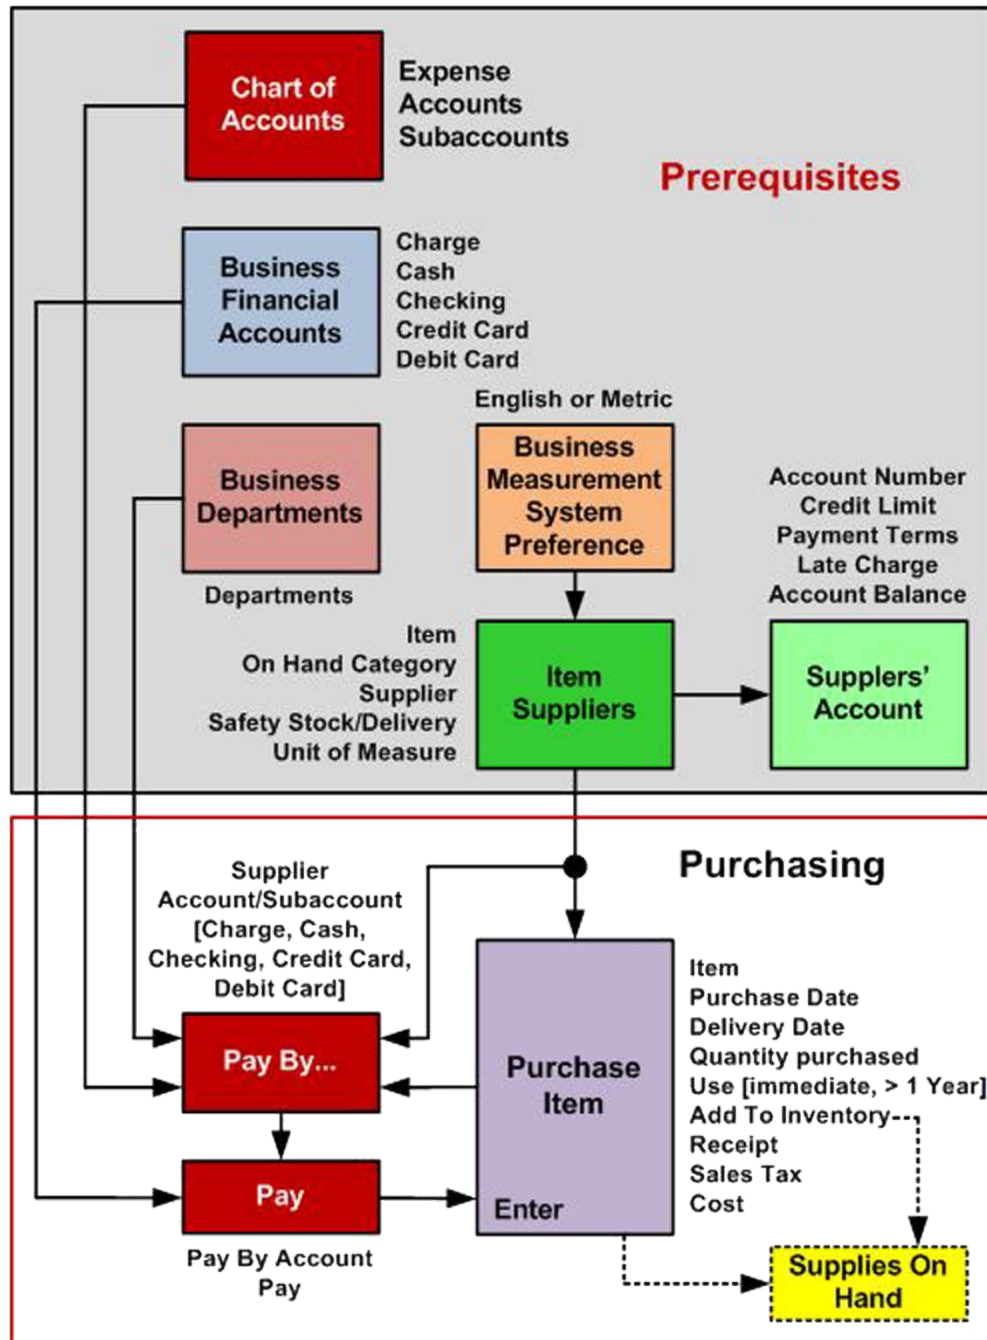 Chart of
Accounts
Expense
Accounts
Subaccounts
Prerequisites
Business
Financial
Accounts
Charge
Cash
Checking
Credit Card
Debit Card
Business
Departments
Departments
English or Metric
Business
Measurement
System
Preference
Account Number
Credit Limit
Payment Terms
Late Charge
Account Balance
Item
On Hand Category
Supplier
Safety Stock/Delivery
Unit of Measure
Item
Suppliers
Supplers’
Account
Purchasing
Supplier
Account/Subaccount
[Charge, Cash,
Checking, Credit Card,
Debit Card]
Pay By...
Pay
Pay By Account
Pay
Purchase
Item
Enter
Item
Purchase Date
Delivery Date
Quantity purchased
Use [immediate, > 1 Year]
Add To Inventory
Receipt
Sales Tax
Cost
Supplies On
Hand